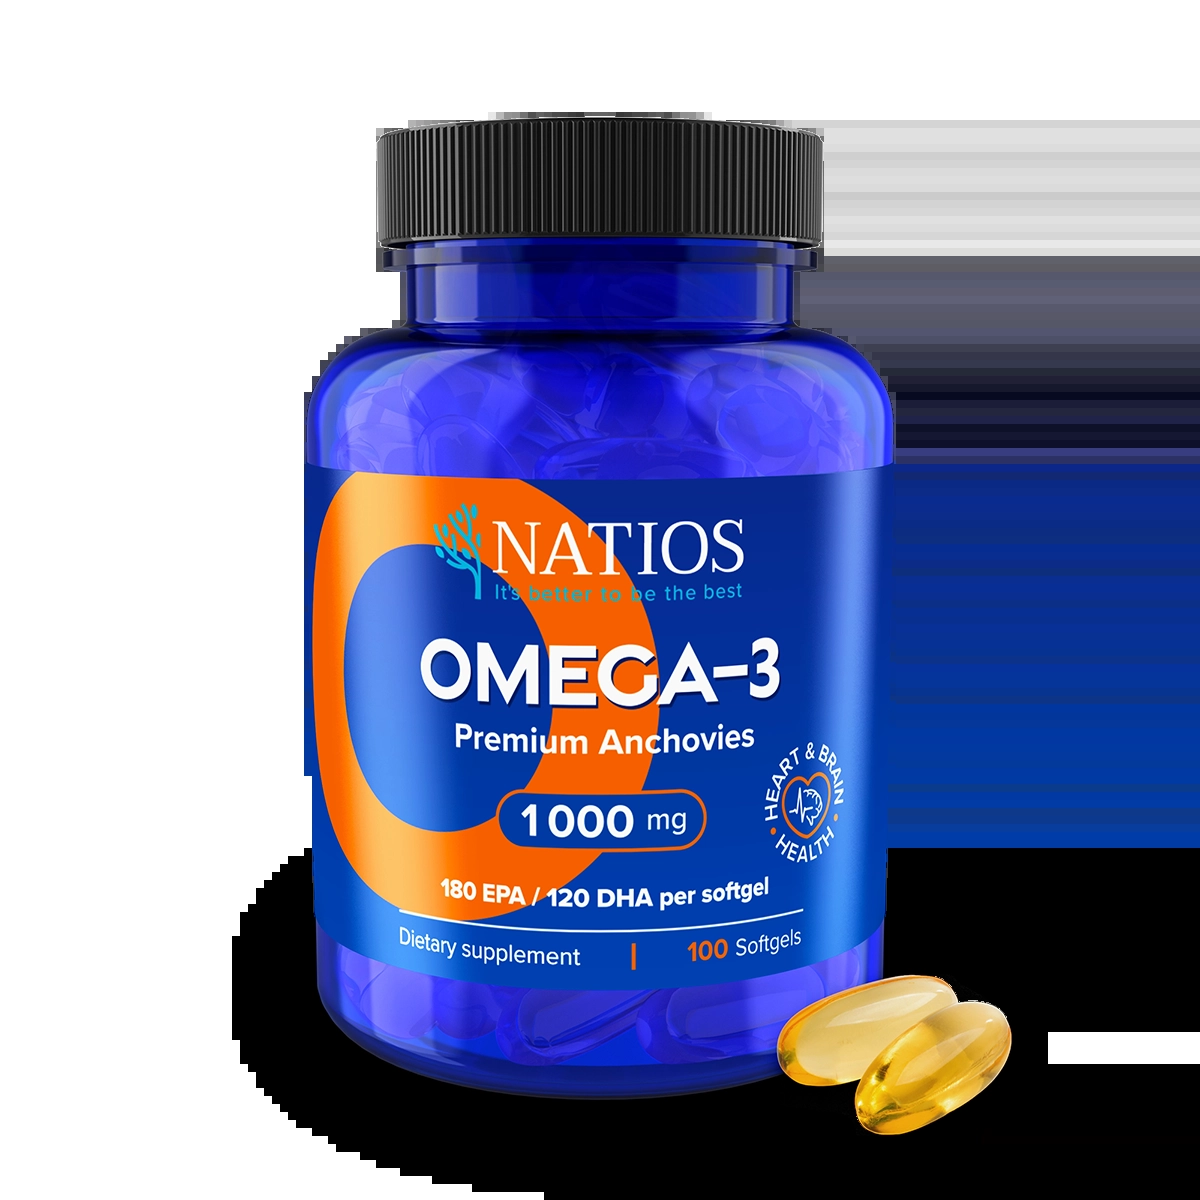 NATIOS
It's better to be the best
OMEGA-3
Premium Anchovies
1000 mg
HEART & BRAIN
• HEALTH •
180 EPA / 120 DHA per softgel
Dietary supplement | 100 Softgels